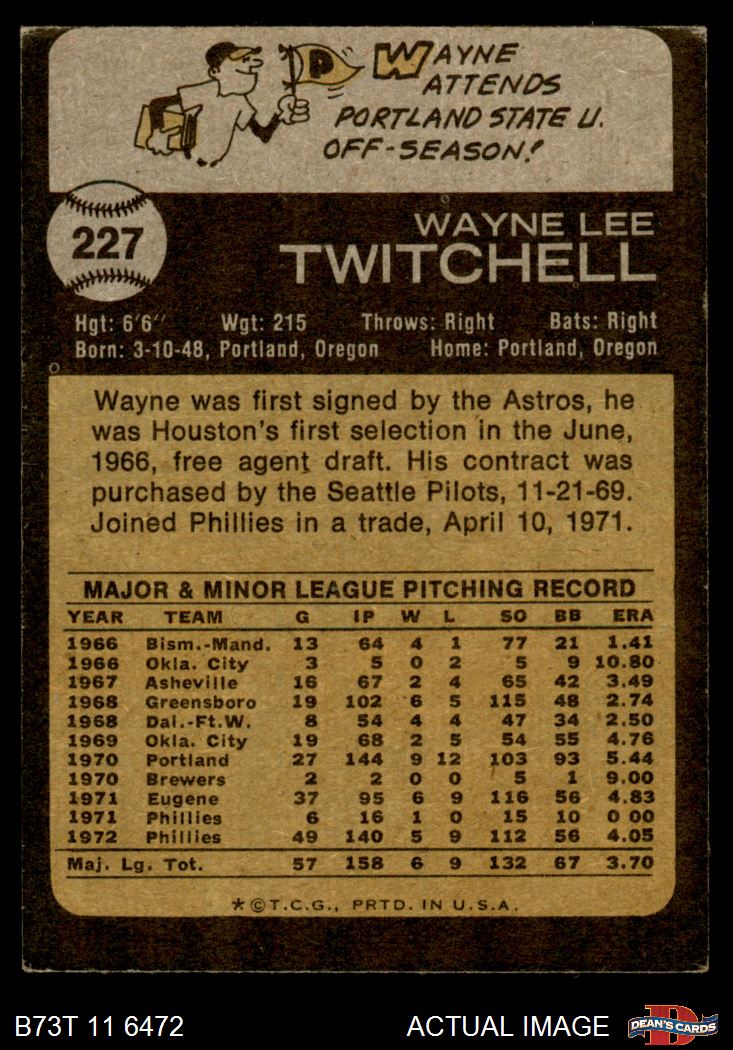 P
WAYNE
ATTENDS
PORTLAND STATE U.
OFF-SEASON!
227
WAYNE LEE
TWITCHELL
Hgt: 6'6" Wgt: 215 Throws: Right Bats: Right
Born: 3-10-48, Portland, Oregon Home: Portland, Oregon
Wayne was first signed by the Astros, he
was Houston's first selection in the June,
1966, free agent draft. His contract was
purchased by the Seattle Pilots, 11-21-69.
Joined Phillies in a trade, April 10, 1971.
MAJOR & MINOR LEAGUE PITCHING RECORD
YEAR TEAM G IP W L SO BB ERA
1966 Bism.-Mand. 13 64 4 1 77 21 1.41
1966 Okla. City 3 5 0 2 5 9 10.80
1967 Asheville 16 67 2 4 65 42 3.49
1968 Greensboro 19 102 6 5 115 48 2.74
1968 Dal.-Ft.W. 8 54 4 4 47 34 2.50
1969 Okla. City 19 68 2 5 54 55 4.76
1970 Portland 27 144 9 12 103 93 5.44
1970 Brewers 2 2 0 0 5 1 9.00
1971 Eugene 37 95 6 9 116 56 4.83
1971 Phillies 6 16 1 0 15 10 0 00
1972 Phillies 49 140 5 9 112 56 4.05
Maj. Lg. Tot. 57 158 6 9 132 67 3.70
*©T.C.G., PRTD. IN U.S.A.
B73T 11 6472 ACTUAL IMAGE DEAN'S CARDS